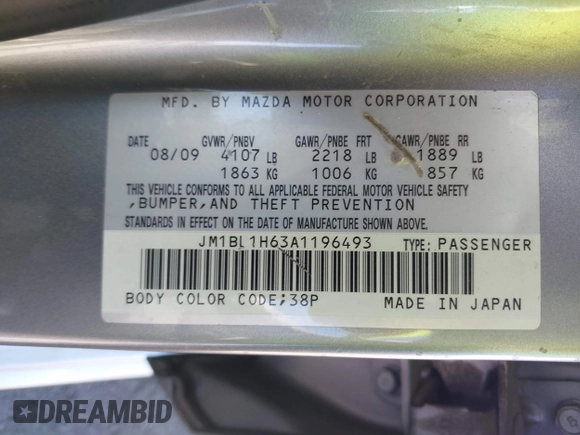 MFD. BY MAZDA MOTOR CORPORATION
DATE GVWR/PNBV GAWR/PNBE FRT GAWR/PNBE RR
08/09 4107 LB 2218 LB 1889 LB
1863 KG 1006 KG 857 KG
THIS VEHICLE CONFORMS TO ALL APPLICABLE FEDERAL MOTOR VEHICLE SAFETY
,BUMPER,AND THEFT PREVENTION
STANDARDS IN EFFECT ON THE DATE OF MANUFACTURE SHOWN ABOVE.
JM1BL1H63A1196493 TYPE: PASSENGER
BODY COLOR CODE;38P MADE IN JAPAN
DREAMBID